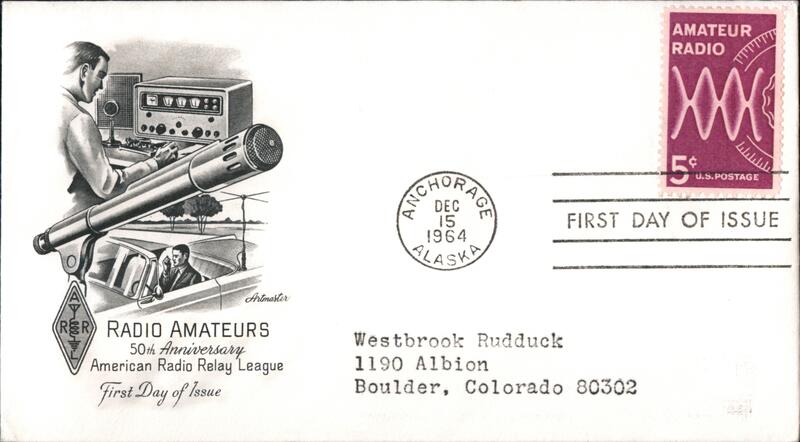 AMATEUR
RADIO
5¢
U.S. POSTAGE
ANCHORAGE
DEC
15
1964
ALASKA
FIRST DAY OF ISSUE
Artmaster
A
R R
L
RADIO AMATEURS
50th Anniversary
American Radio Relay League
First Day of Issue
Westbrook Rudduck
1190 Albion
Boulder, Colorado 80302